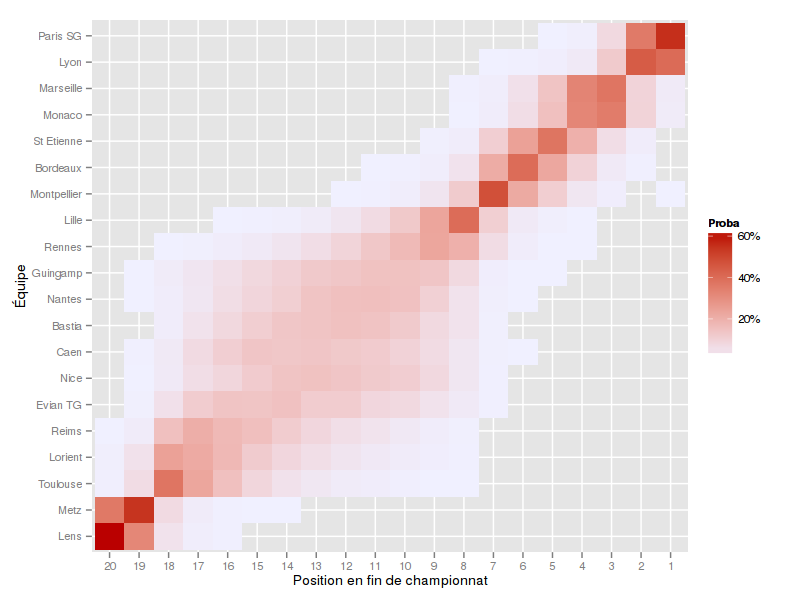 Paris SG
Lyon
Marseille
Monaco
St Etienne
Bordeaux
Montpellier
Lille
Rennes
Guingamp
Nantes
Bastia
Caen
Nice
Evian TG
Reims
Lorient
Toulouse
Metz
Lens
Équipe
20 19 18 17 16 15 14 13 12 11 10 9 8 7 6 5 4 3 2 1
Position en fin de championnat
Proba
60%
40%
20%